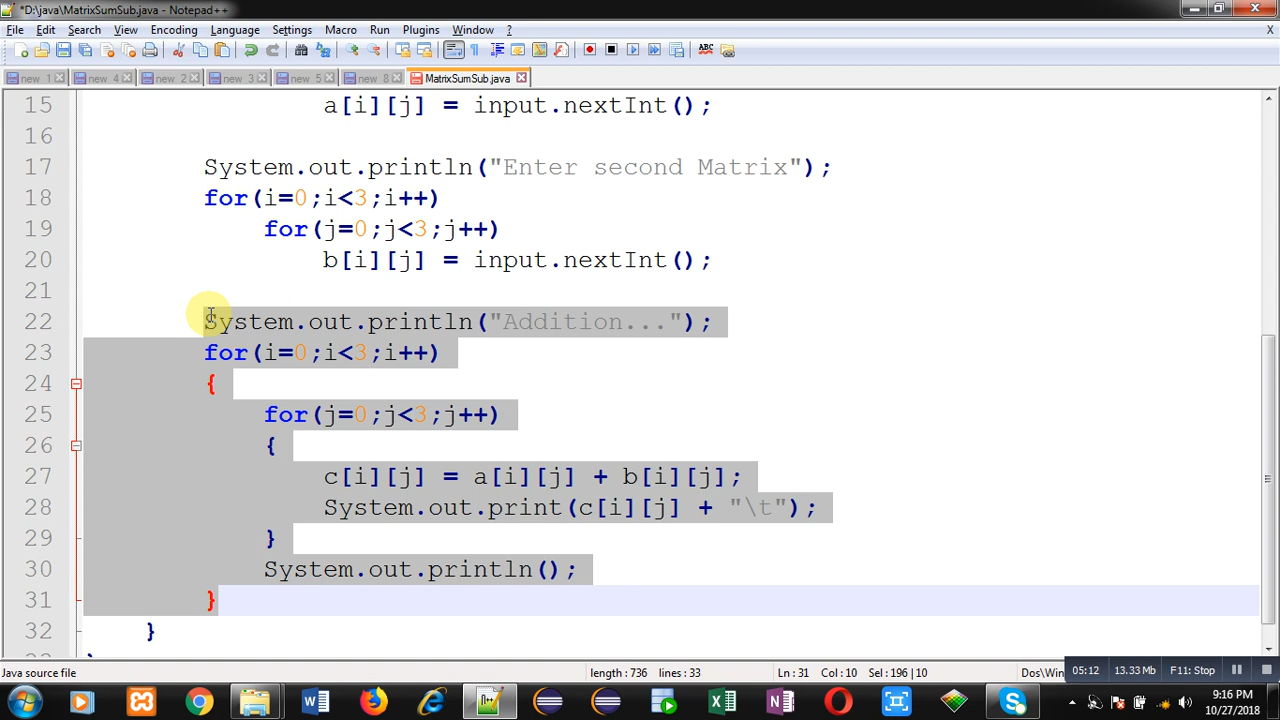 *D:\java\MatrixSumSub.java - Notepad++
File Edit Search View Encoding Language Settings Macro Run Plugins Window ? X
new 1 new 4 new 2 new 3 new 5 new 8 MatrixSumSub.java
15 a[i][j] = input.nextInt();
16
17 System.out.println("Enter second Matrix");
18 for(i=0;i<3;i++)
19 for(j=0;j<3;j++)
20 b[i][j] = input.nextInt();
21
22 System.out.println("Addition...");
23 for(i=0;i<3;i++)
24 {
25 for(j=0;j<3;j++)
26 {
27 c[i][j] = a[i][j] + b[i][j];
28 System.out.print(c[i][j] + "\t");
29 }
30 System.out.println();
31 }
32 }
Java source file length : 736 lines : 33 Ln : 31 Col : 10 Sel : 196 | 10 Dos\Win
05:12 13.33 Mb F11: Stop
9:16 PM
10/27/2018